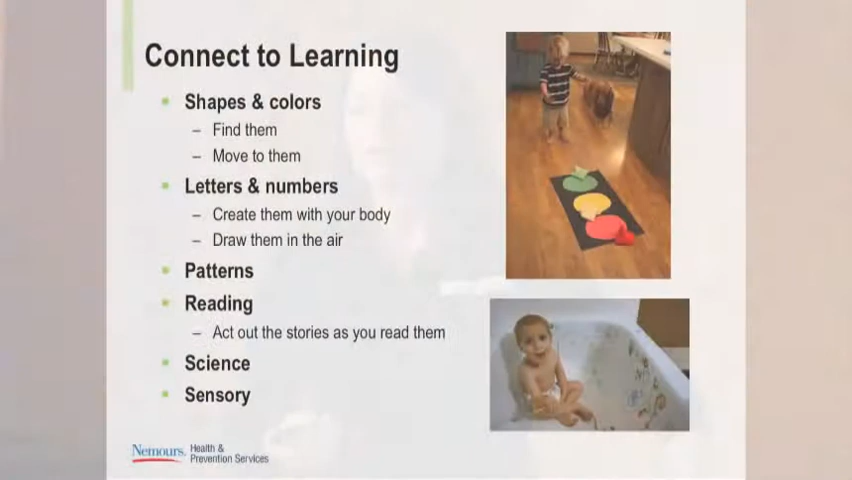 Connect to Learning
Shapes & colors
– Find them
– Move to them
Letters & numbers
– Create them with your body
– Draw them in the air
Patterns
Reading
– Act out the stories as you read them
Science
Sensory
Nemours. Health &
Prevention Services